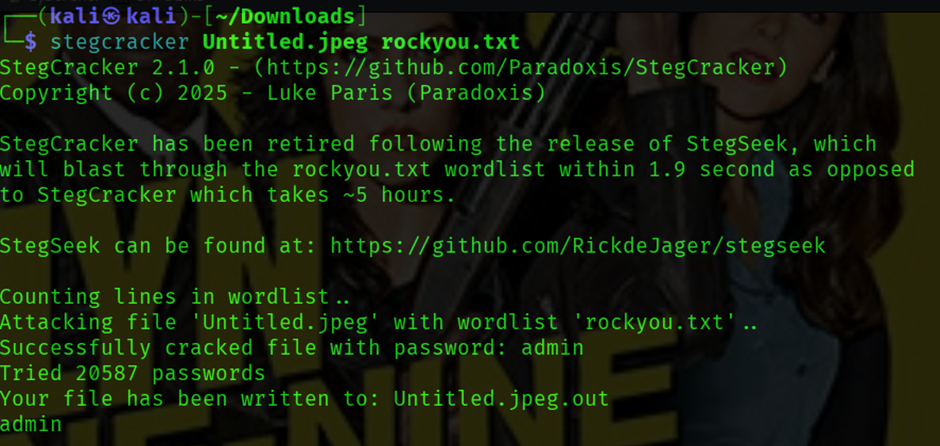 ┌──(kali㉿kali)-[~/Downloads]
└─$ stegcracker Untitled.jpeg rockyou.txt
StegCracker 2.1.0 - (https://github.com/Paradoxis/StegCracker)
Copyright (c) 2025 - Luke Paris (Paradoxis)
StegCracker has been retired following the release of StegSeek, which
will blast through the rockyou.txt wordlist within 1.9 second as opposed
to StegCracker which takes ~5 hours.
StegSeek can be found at: https://github.com/RickdeJager/stegseek
Counting lines in wordlist..
Attacking file 'Untitled.jpeg' with wordlist 'rockyou.txt'..
Successfully cracked file with password: admin
Tried 20587 passwords
Your file has been written to: Untitled.jpeg.out
admin